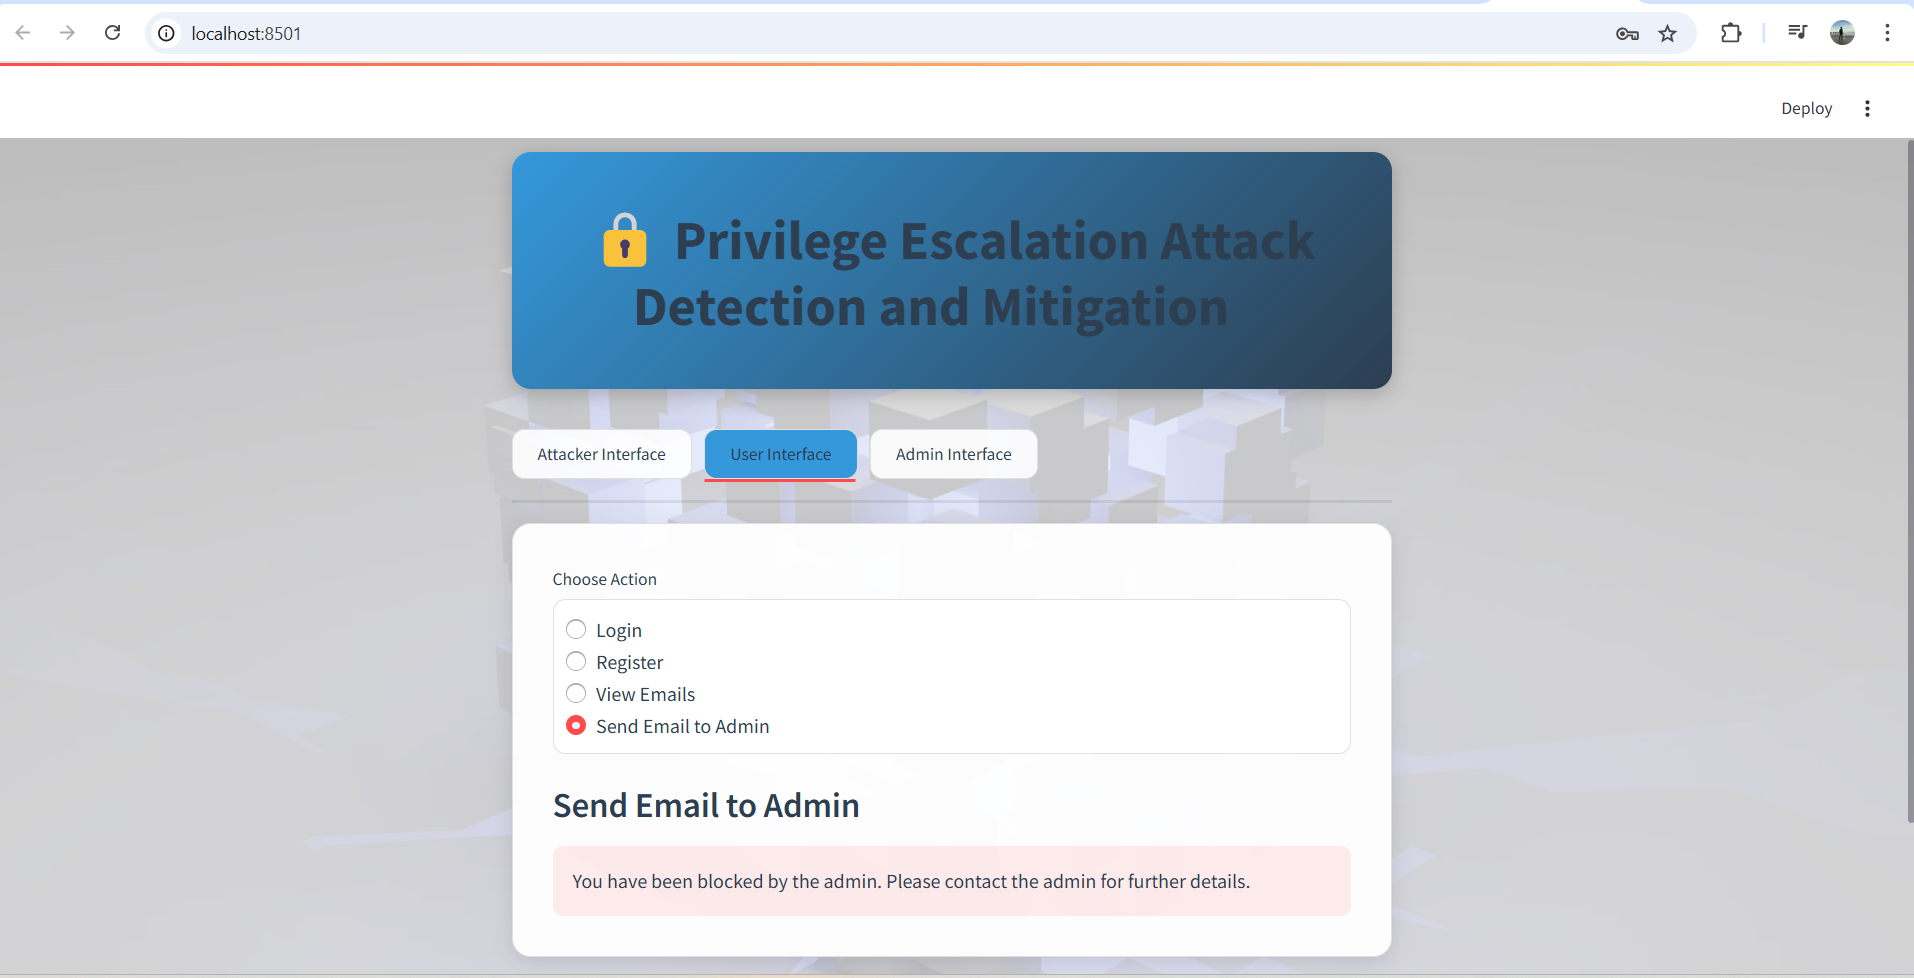 localhost:8501
Deploy
Privilege Escalation Attack
Detection and Mitigation
Attacker Interface
User Interface
Admin Interface
Choose Action
Login
Register
View Emails
Send Email to Admin
Send Email to Admin
You have been blocked by the admin. Please contact the admin for further details.